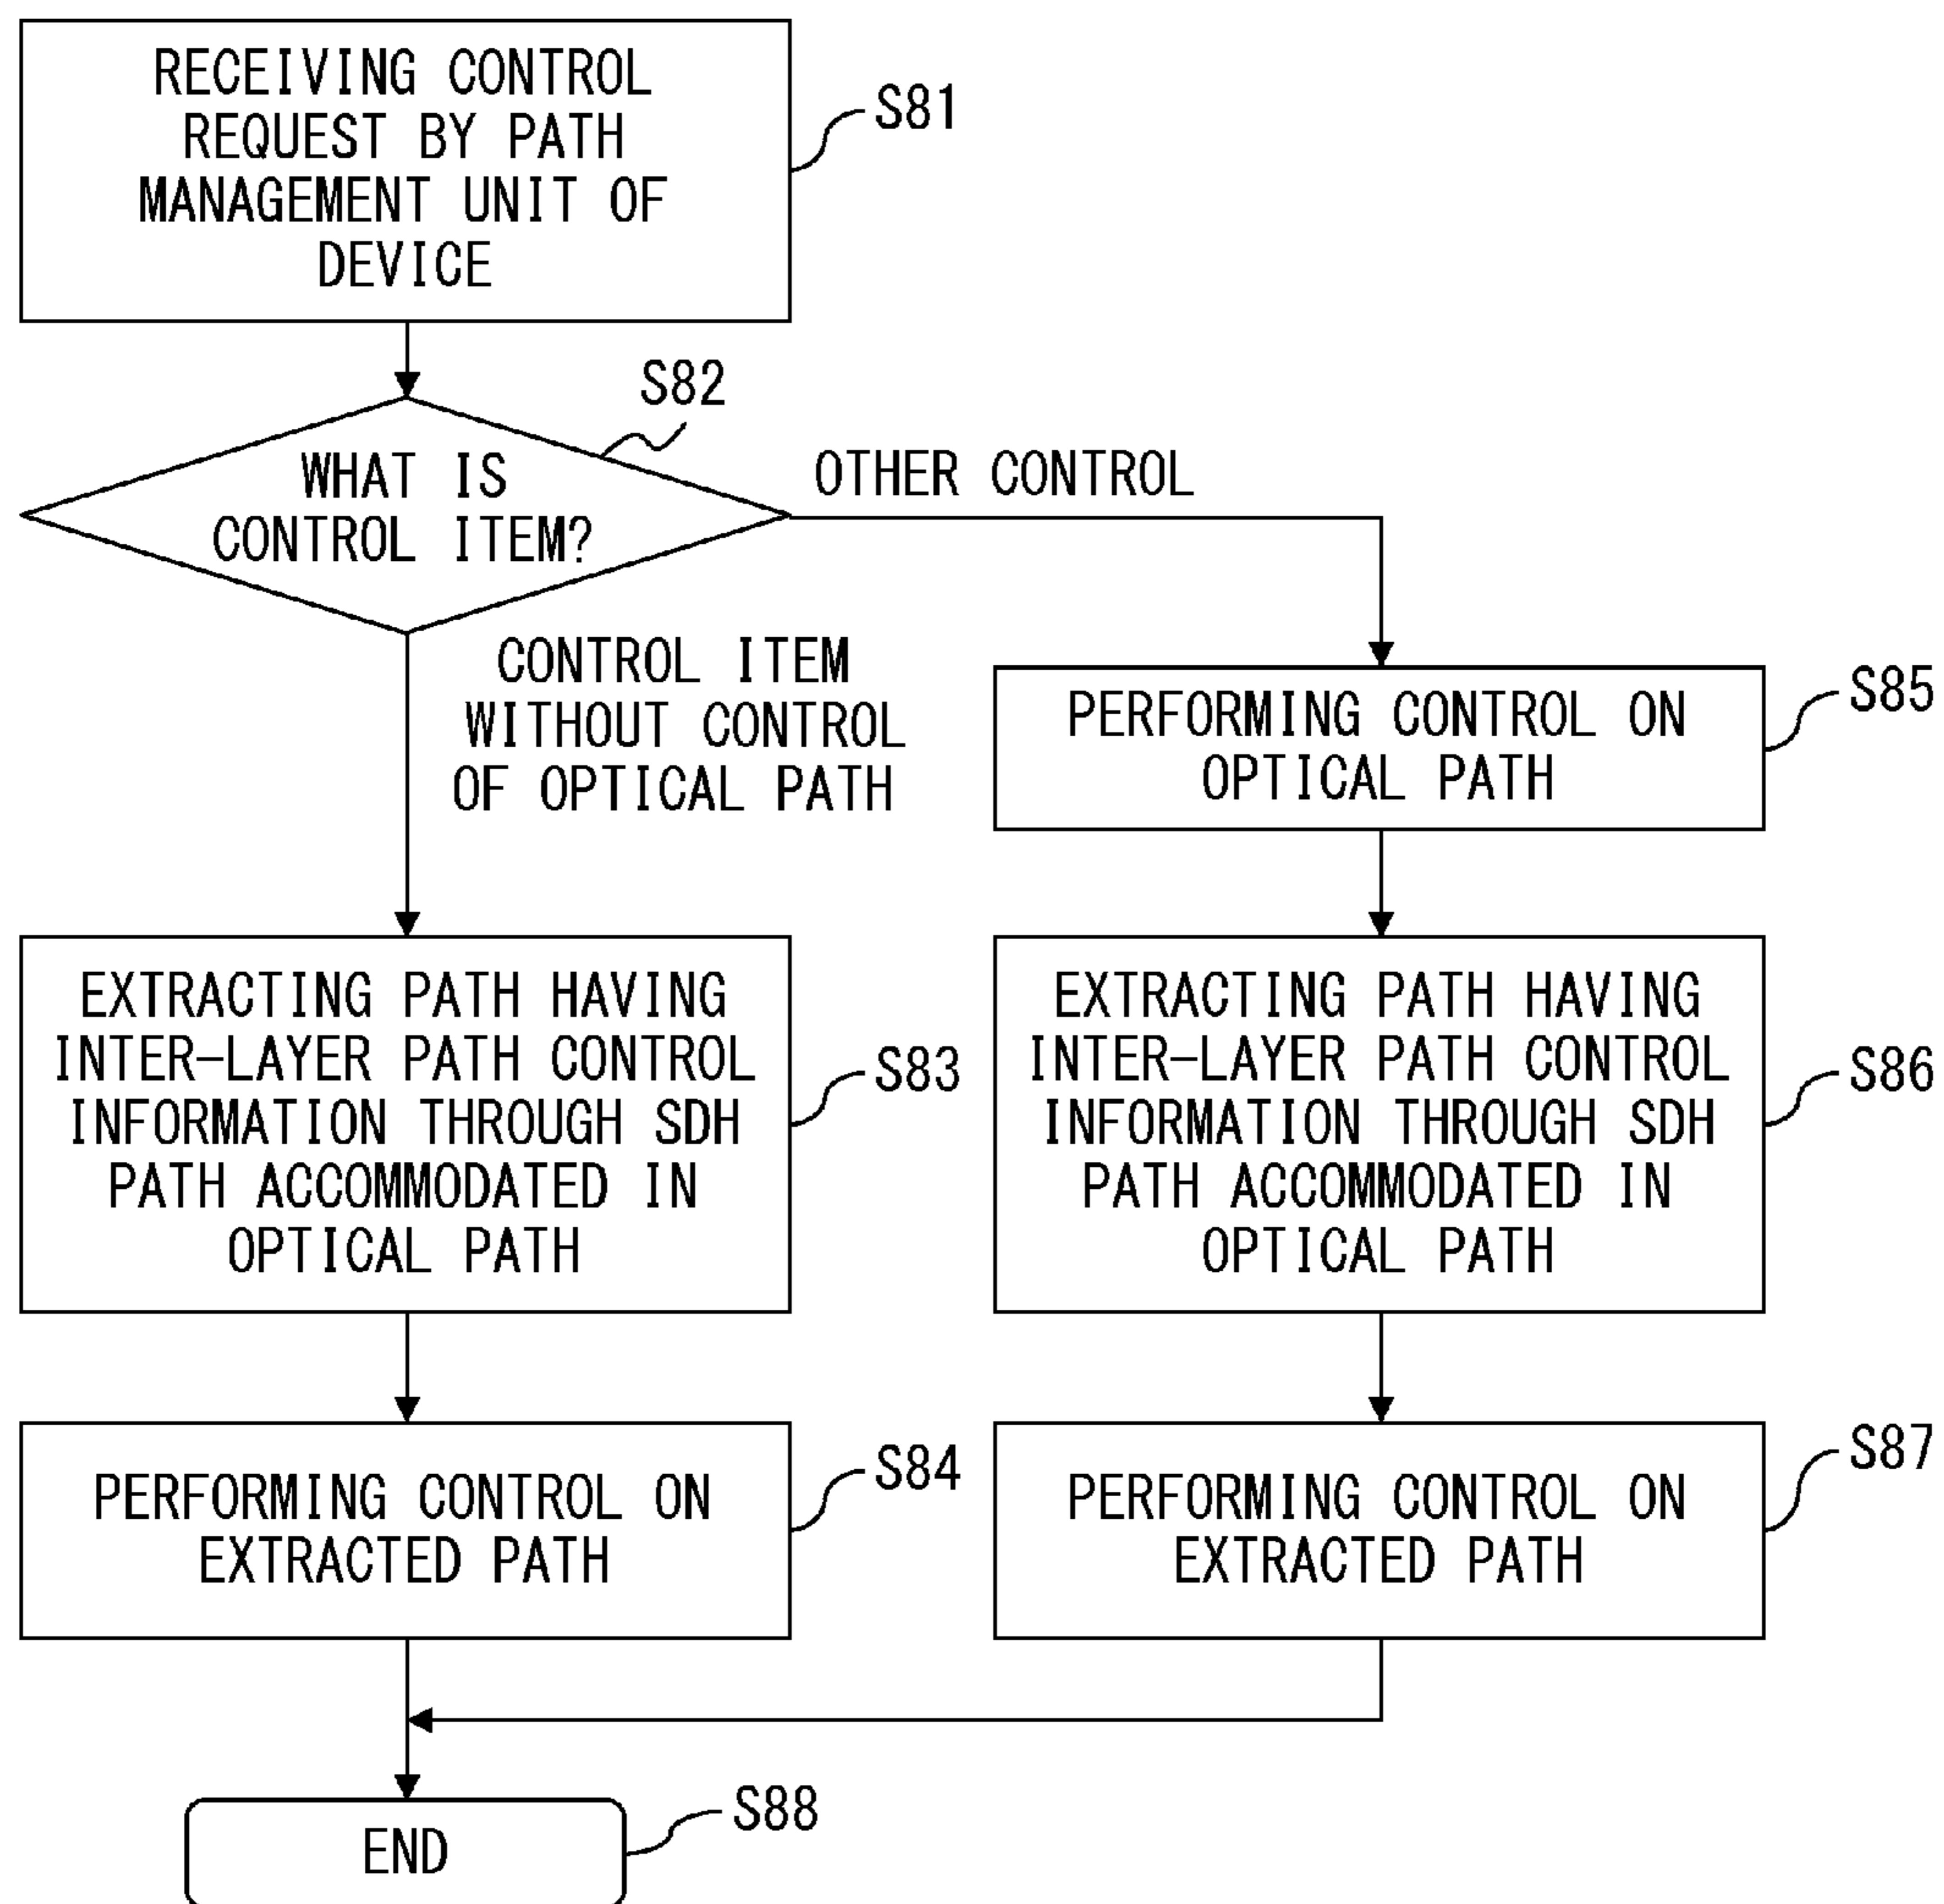 RECEIVING CONTROL
REQUEST BY PATH
MANAGEMENT UNIT OF
DEVICE
S81
S82
WHAT IS
CONTROL ITEM?
OTHER CONTROL
CONTROL ITEM
WITHOUT CONTROL
OF OPTICAL PATH
PERFORMING CONTROL ON
OPTICAL PATH
S85
EXTRACTING PATH HAVING
INTER-LAYER PATH CONTROL
INFORMATION THROUGH SDH
PATH ACCOMMODATED IN
OPTICAL PATH
S83
EXTRACTING PATH HAVING
INTER-LAYER PATH CONTROL
INFORMATION THROUGH SDH
PATH ACCOMMODATED IN
OPTICAL PATH
S86
PERFORMING CONTROL ON
EXTRACTED PATH
S84
PERFORMING CONTROL ON
EXTRACTED PATH
S87
END
S88